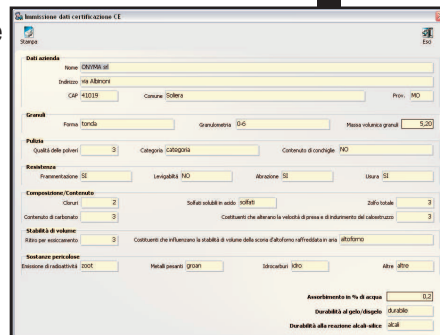 e
Immissione dati certificazione CE
Stampa Esci
Dati azienda
Nome ONYMA srl
Indirizzo via Albinoni
CAP 41019 Comune Soliera Prov. MO
Granuli
Forma tonda Granulometria 0-6 Massa volumica granuli 5,20
Pulizia
Qualità delle polveri 3 Categoria categoria Contenuto di conchiglie NO
Resistenza
Frammentazione SI Levigabiltà NO Abrazione SI Usura SI
Composizione/Contenuto
Cloruri 2 Solfati solubili in acido solfati Zolfo totale 3
Contenuto di carbonato 3 Costituenti che alterano la velocità di presa e di indurimento del calcestruzzo 3
Stabilità di volume
Ritiro per essiccamento 3 Costituenti che influenzano la stabilità di volume della scoria d'altoforno raffreddata in aria altoforno
Sostanze pericolose
Emissione di radioattività zoot Metalli pesanti groan Idrocarburi idro Altre altre
Assorbimento in % di acqua 0,2
Durabilità al gelo/disgelo durabile
Durabilità alla reazione alcali-silice alcali